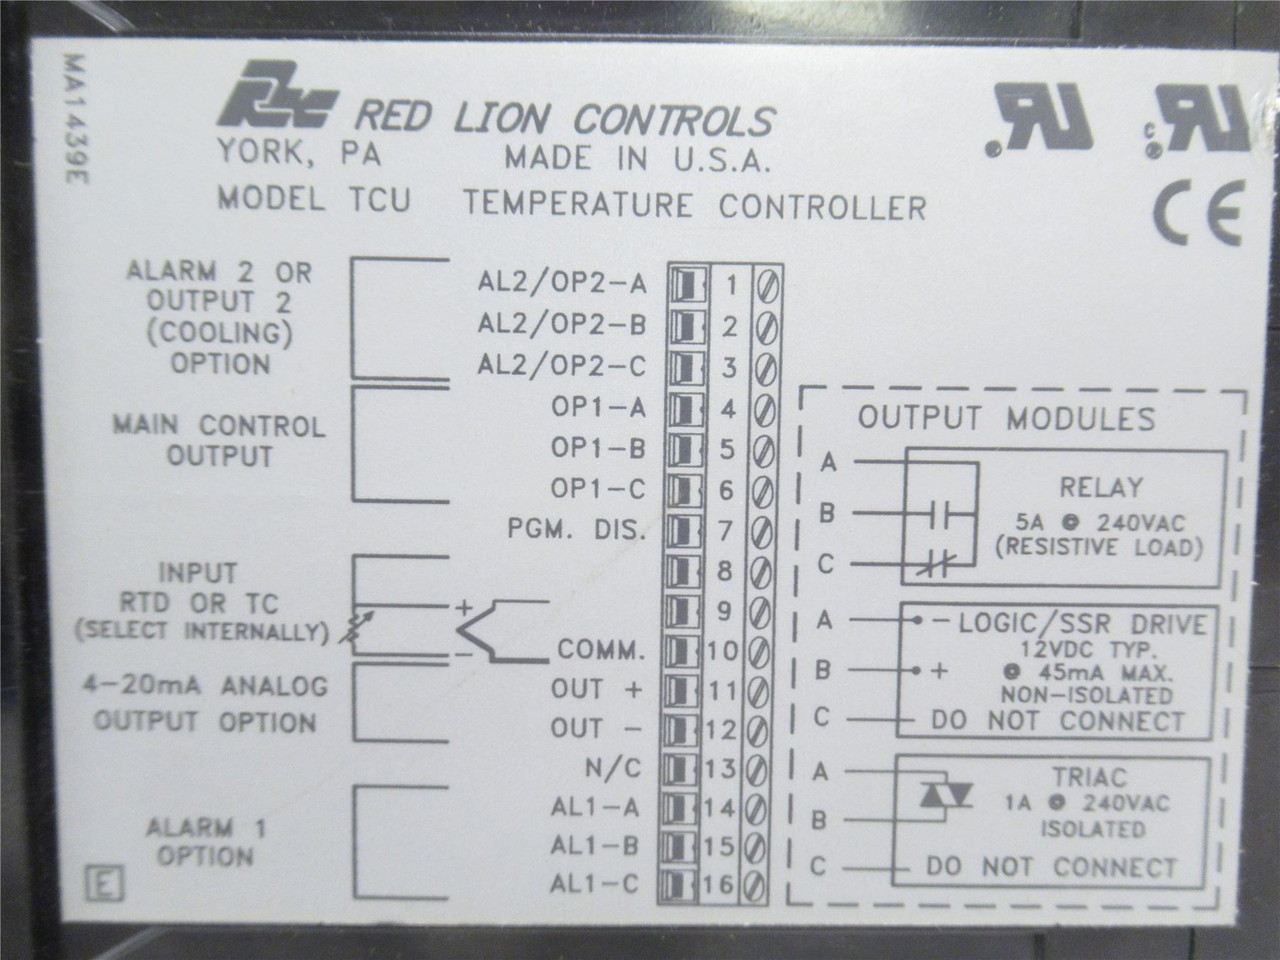 MA1439E
Rlc RED LION CONTROLS
YORK, PA MADE IN U.S.A.
MODEL TCU TEMPERATURE CONTROLLER
UR
c UR
CE
ALARM 2 OR
OUTPUT 2
(COOLING)
OPTION
MAIN CONTROL
OUTPUT
INPUT
RTD OR TC
(SELECT INTERNALLY)
4-20mA ANALOG
OUTPUT OPTION
ALARM 1
OPTION
E
AL2/OP2-A 1
AL2/OP2-B 2
AL2/OP2-C 3
OP1-A 4
OP1-B 5
OP1-C 6
PGM. DIS. 7
8
+ 9
- COMM. 10
OUT + 11
OUT - 12
N/C 13
AL1-A 14
AL1-B 15
AL1-C 16
OUTPUT MODULES
A
B
C
RELAY
5A @ 240VAC
(RESISTIVE LOAD)
A - LOGIC/SSR DRIVE
12VDC TYP.
B + @ 45mA MAX.
NON-ISOLATED
C DO NOT CONNECT
A TRIAC
1A @ 240VAC
B ISOLATED
C DO NOT CONNECT